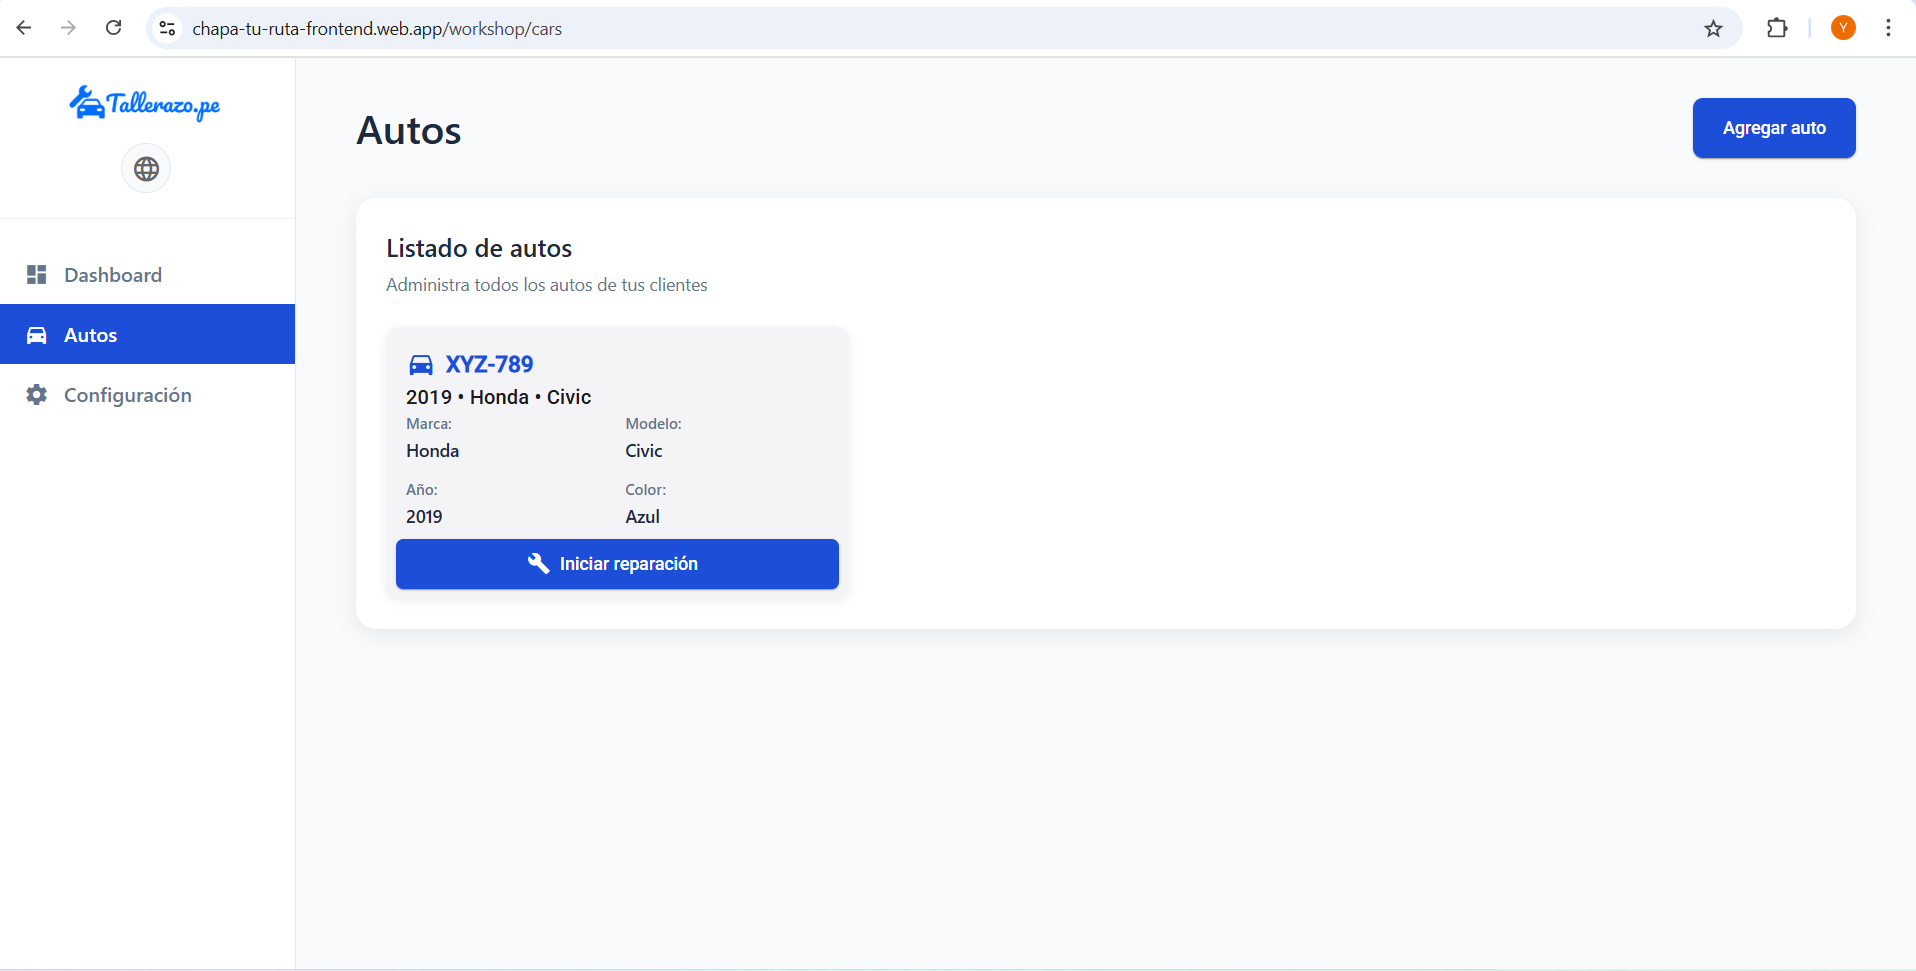 chapa-tu-ruta-frontend.web.app/workshop/cars
Y
Tallerazo.pe
Dashboard
Autos
Configuración
Autos
Agregar auto
Listado de autos
Administra todos los autos de tus clientes
XYZ-789
2019 • Honda • Civic
Marca: Modelo:
Honda Civic
Año: Color:
2019 Azul
Iniciar reparación